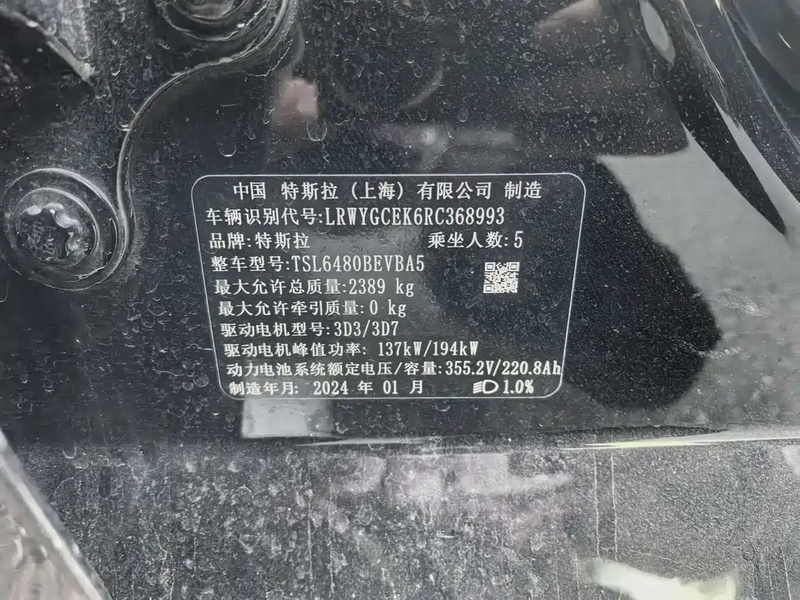 中国 特斯拉（上海）有限公司 制造
车辆识别代号:LRWYGCEK6RC368993
品牌:特斯拉 乘坐人数:5
整车型号:TSL6480BEVBA5
最大允许总质量:2389 kg
最大允许牵引质量:0 kg
驱动电机型号:3D3/3D7
驱动电机峰值功率: 137kW/194kW
动力电池系统额定电压/容量:355.2V/220.8Ah
制造年月: 2024 年 01 月 1.0%